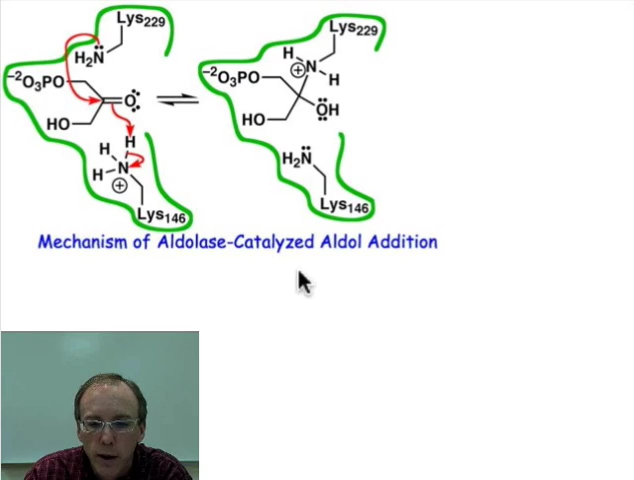 Lys229
H2N
−2O3PO
O
HO
H
H
H
N
+
Lys146
Lys229
H
N
+
H
−2O3PO
OH
HO
H2N
Lys146
Mechanism of Aldolase-Catalyzed Aldol Addition